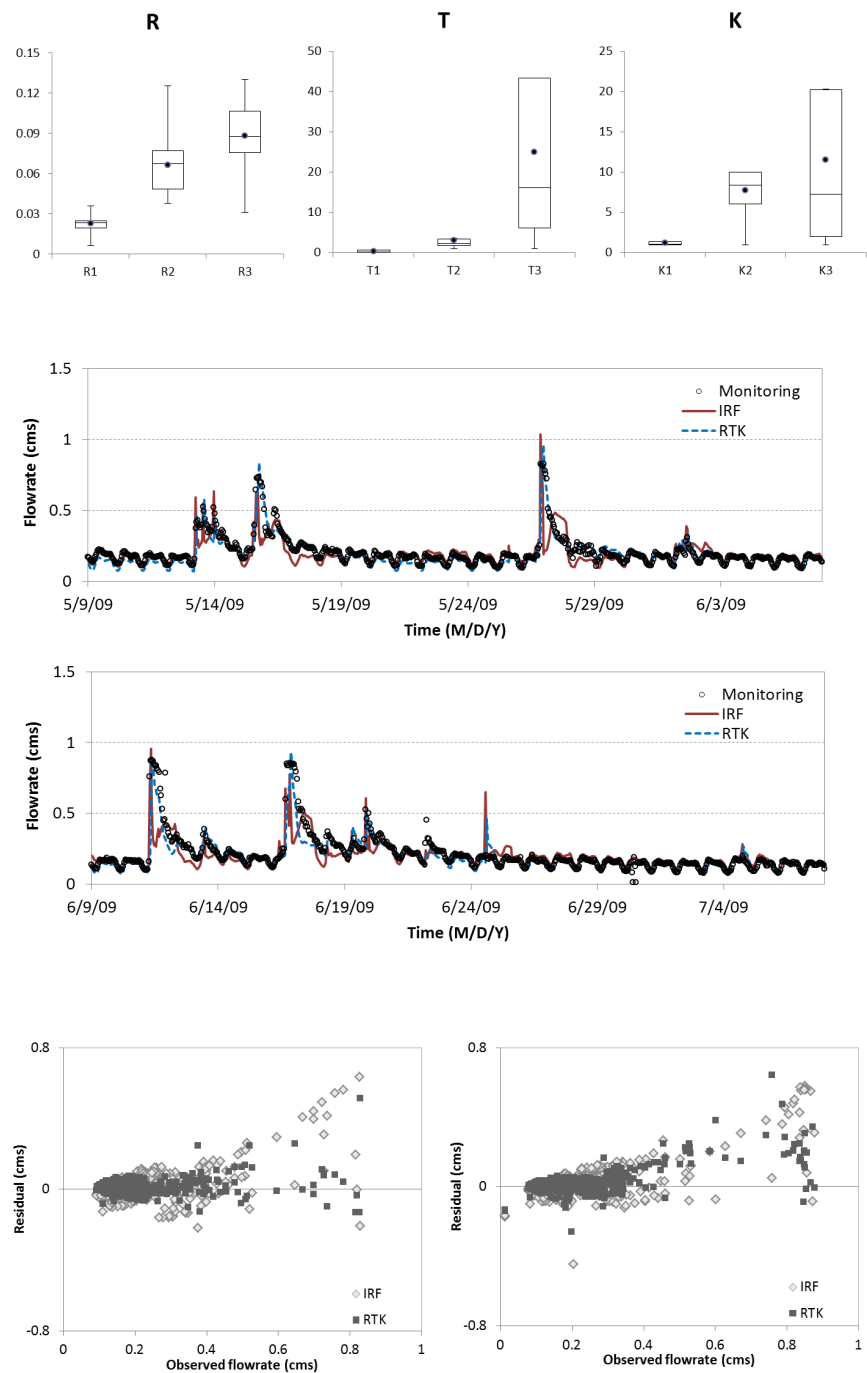 R T K
0.15 50 25
0.12 40 20
0.09 30 15
0.06 20 10
0.03 10 5
0 0 0
R1 R2 R3 T1 T2 T3 K1 K2 K3
1.5
1
0.5
0
Flowrate (cms)
Monitoring
IRF
RTK
5/9/09 5/14/09 5/19/09 5/24/09 5/29/09 6/3/09
Time (M/D/Y)
1.5
1
0.5
0
Flowrate (cms)
Monitoring
IRF
RTK
6/9/09 6/14/09 6/19/09 6/24/09 6/29/09 7/4/09
Time (M/D/Y)
0.8
0
-0.8
Residual (cms)
IRF
RTK
0 0.2 0.4 0.6 0.8 1
Observed flowrate (cms)
0.8
0
-0.8
Residual (cms)
IRF
RTK
0 0.2 0.4 0.6 0.8 1
Observed flowrate (cms)